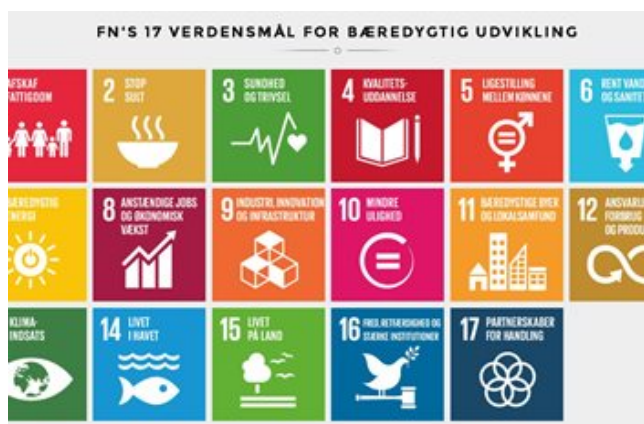 FN'S 17 VERDENSMÅL FOR BÆREDYGTIG UDVIKLING
AFSKAF
FATTIGDOM
2 STOP
SULT
3 SUNDHED
OG TRIVSEL
4 KVALITETS-
UDDANNELSE
5 LIGESTILLING
MELLEM KØNNENE
6 RENT VAND
OG SANITET
BÆREDYGTIG
ENERGI
8 ANSTÆNDIGE JOBS
OG ØKONOMISK
VÆKST
9 INDUSTRI, INNOVATION
OG INFRASTRUKTUR
10 MINDRE
ULIGHED
11 BÆREDYGTIGE BYER
OG LOKALSAMFUND
12 ANSVARLI
FORBRUG
OG PRODU
KLIMA-
INDSATS
14 LIVET
I HAVET
15 LIVET
PÅ LAND
16 FRED, RETFÆRDIGHED OG
STÆRKE INSTITUTIONER
17 PARTNERSKABER
FOR HANDLING